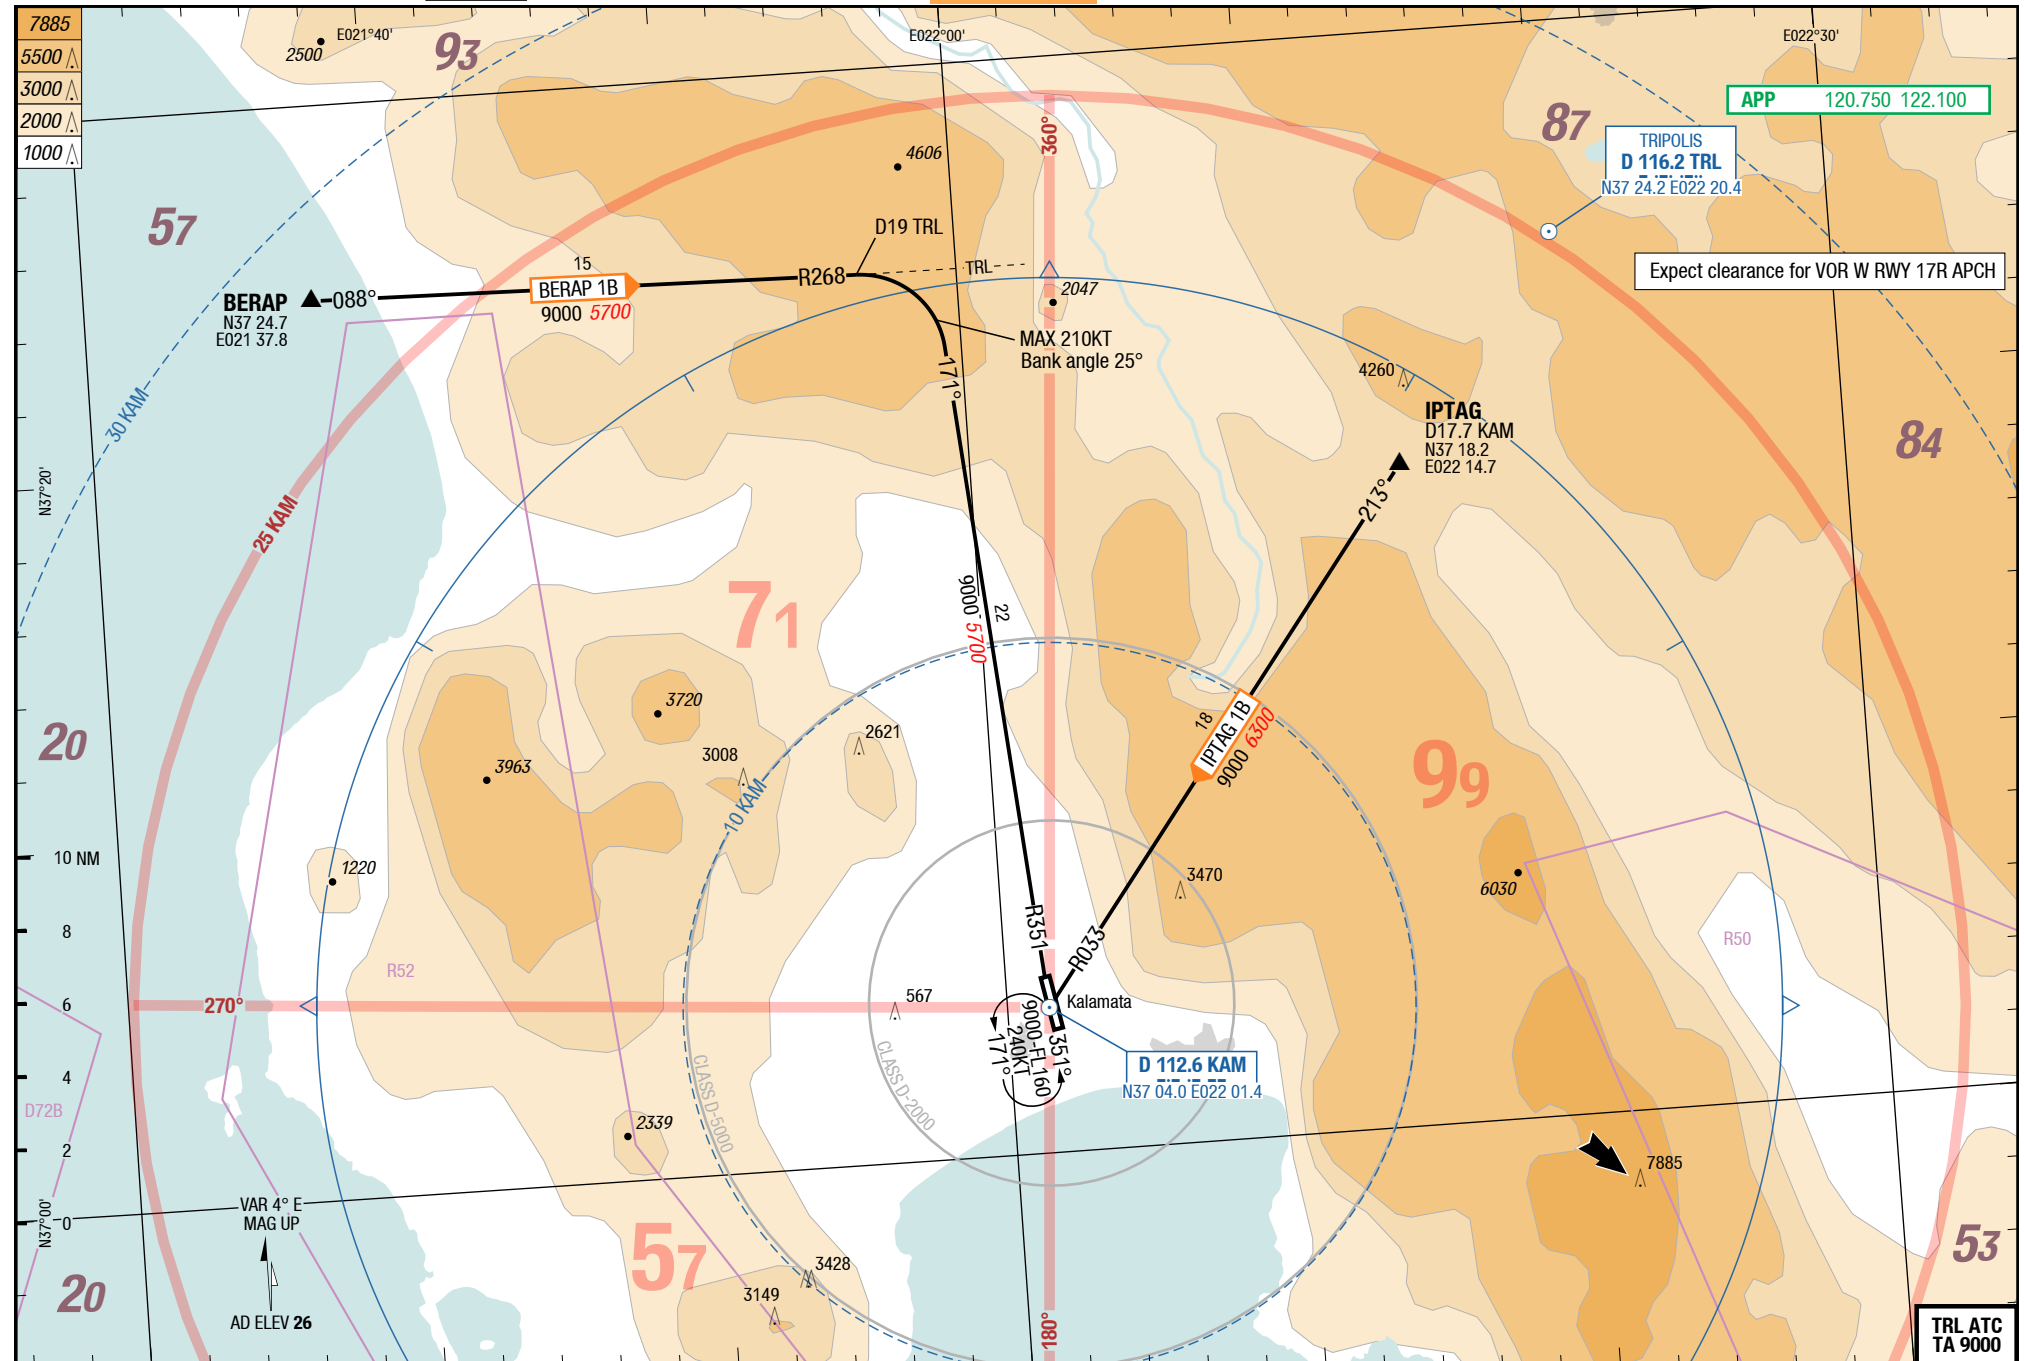 7885
5500
3000
2000
1000
2500
E021°40'
93
E022°00'
E022°30'
87
APP 120.750 122.100
TRIPOLIS
D 116.2 TRL
N37 24.2 E022 20.4
360°
4606
57
D19 TRL
Expect clearance for VOR W RWY 17R APCH
15
BERAP 1B
9000 5700
R268
TRL
BERAP
N37 24.7
E021 37.8
088°
2047
MAX 210KT
Bank angle 25°
171°
4260
IPTAG
D17.7 KAM
N37 18.2
E022 14.7
84
30 KAM
N37°20'
25 KAM
213°
71
9000 5700
22
20
3720
2621
3008
3963
10 KAM
18
IPTAG 1B
9000 6300
99
10 NM
1220
3470
6030
8
R351
R033
R50
R52
6
270°
567
Kalamata
9000-FL160
240KT
171°
351°
CLASS D-5000
CLASS D-2000
D 112.6 KAM
N37 04.0 E022 01.4
4
D72B
2339
2
7885
VAR 4° E
MAG UP
N37°00'
0
57
53
20
3428
3149
AD ELEV 26
180°
TRL ATC
TA 9000